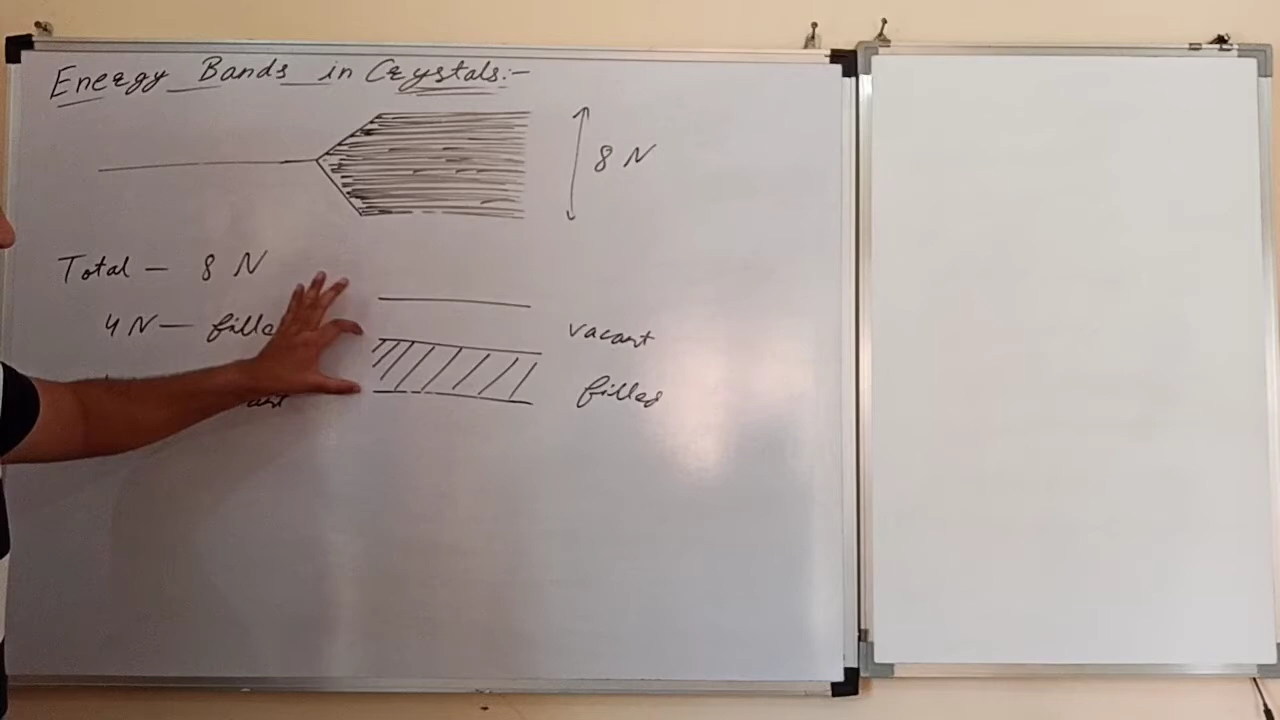 Energy Bands in Crystals:-
8 N
Total - 8 N
4 N - fille
vacant
filled